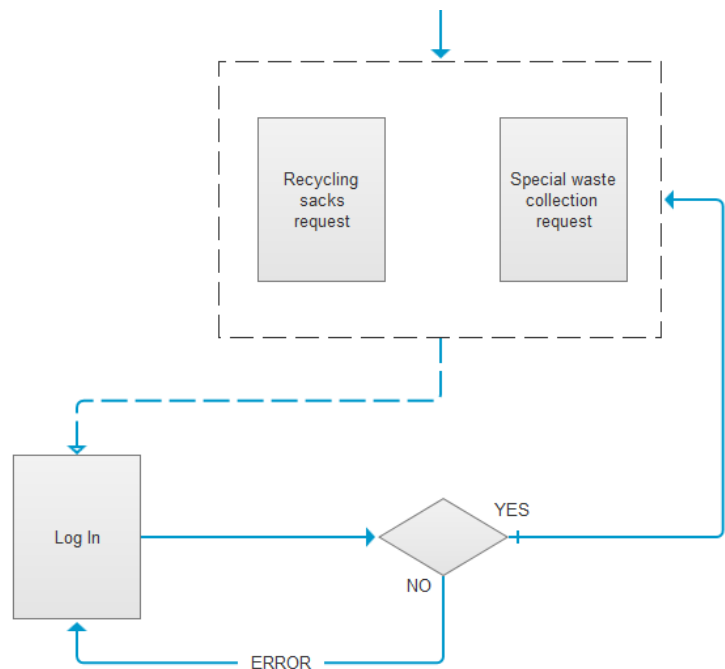 Recycling
sacks
request
Special waste
collection
request
YES
Log In
NO
ERROR